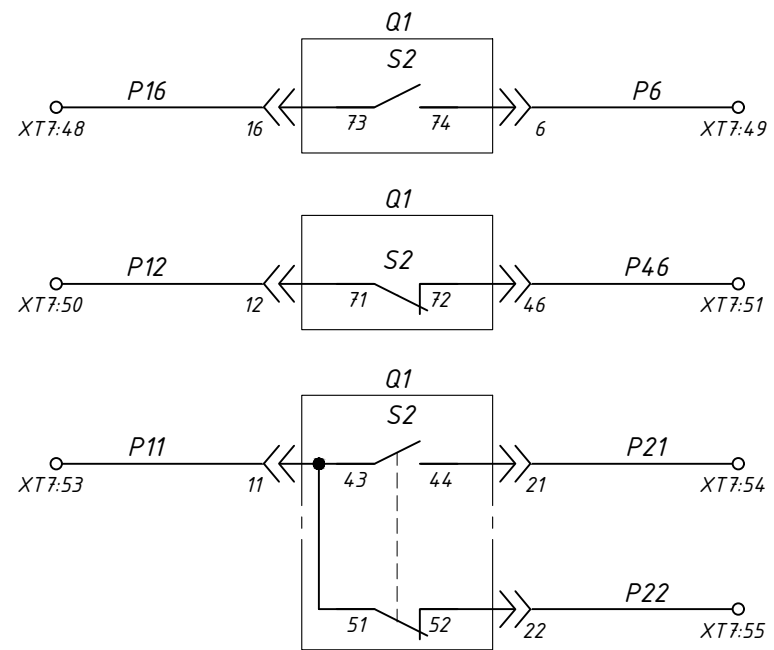 Q1
S2
P16 P6
XT7:48 16 73 74 6 XT7:49
Q1
S2
P12 P46
XT7:50 12 71 72 46 XT7:51
Q1
S2
P11 P21
XT7:53 11 43 44 21 XT7:54
P22
51 52 22 XT7:55